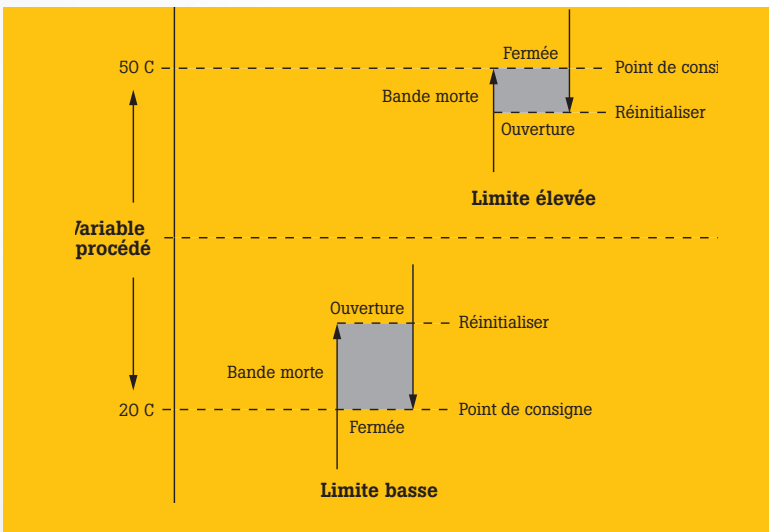 Fermée
50 C
Point de consi
Bande morte
Réinitialiser
Ouverture
Limite élevée
Variable
procédé
Ouverture
Réinitialiser
Bande morte
20 C
Point de consigne
Fermée
Limite basse